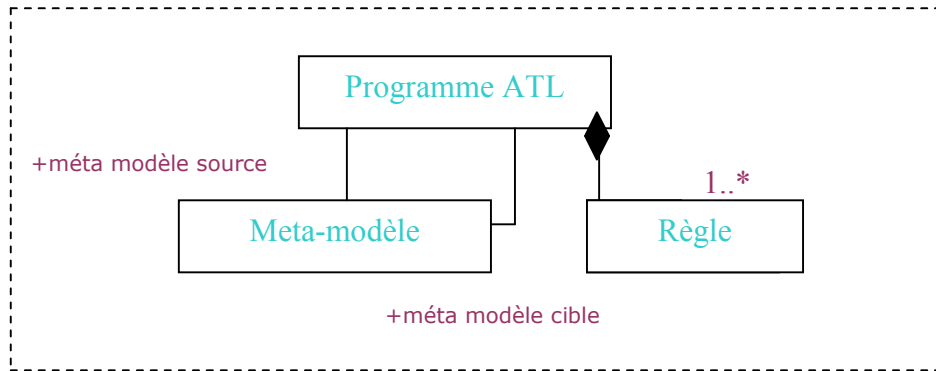 Programme ATL
+méta modèle source
1..*
Meta-modèle
Règle
+méta modèle cible